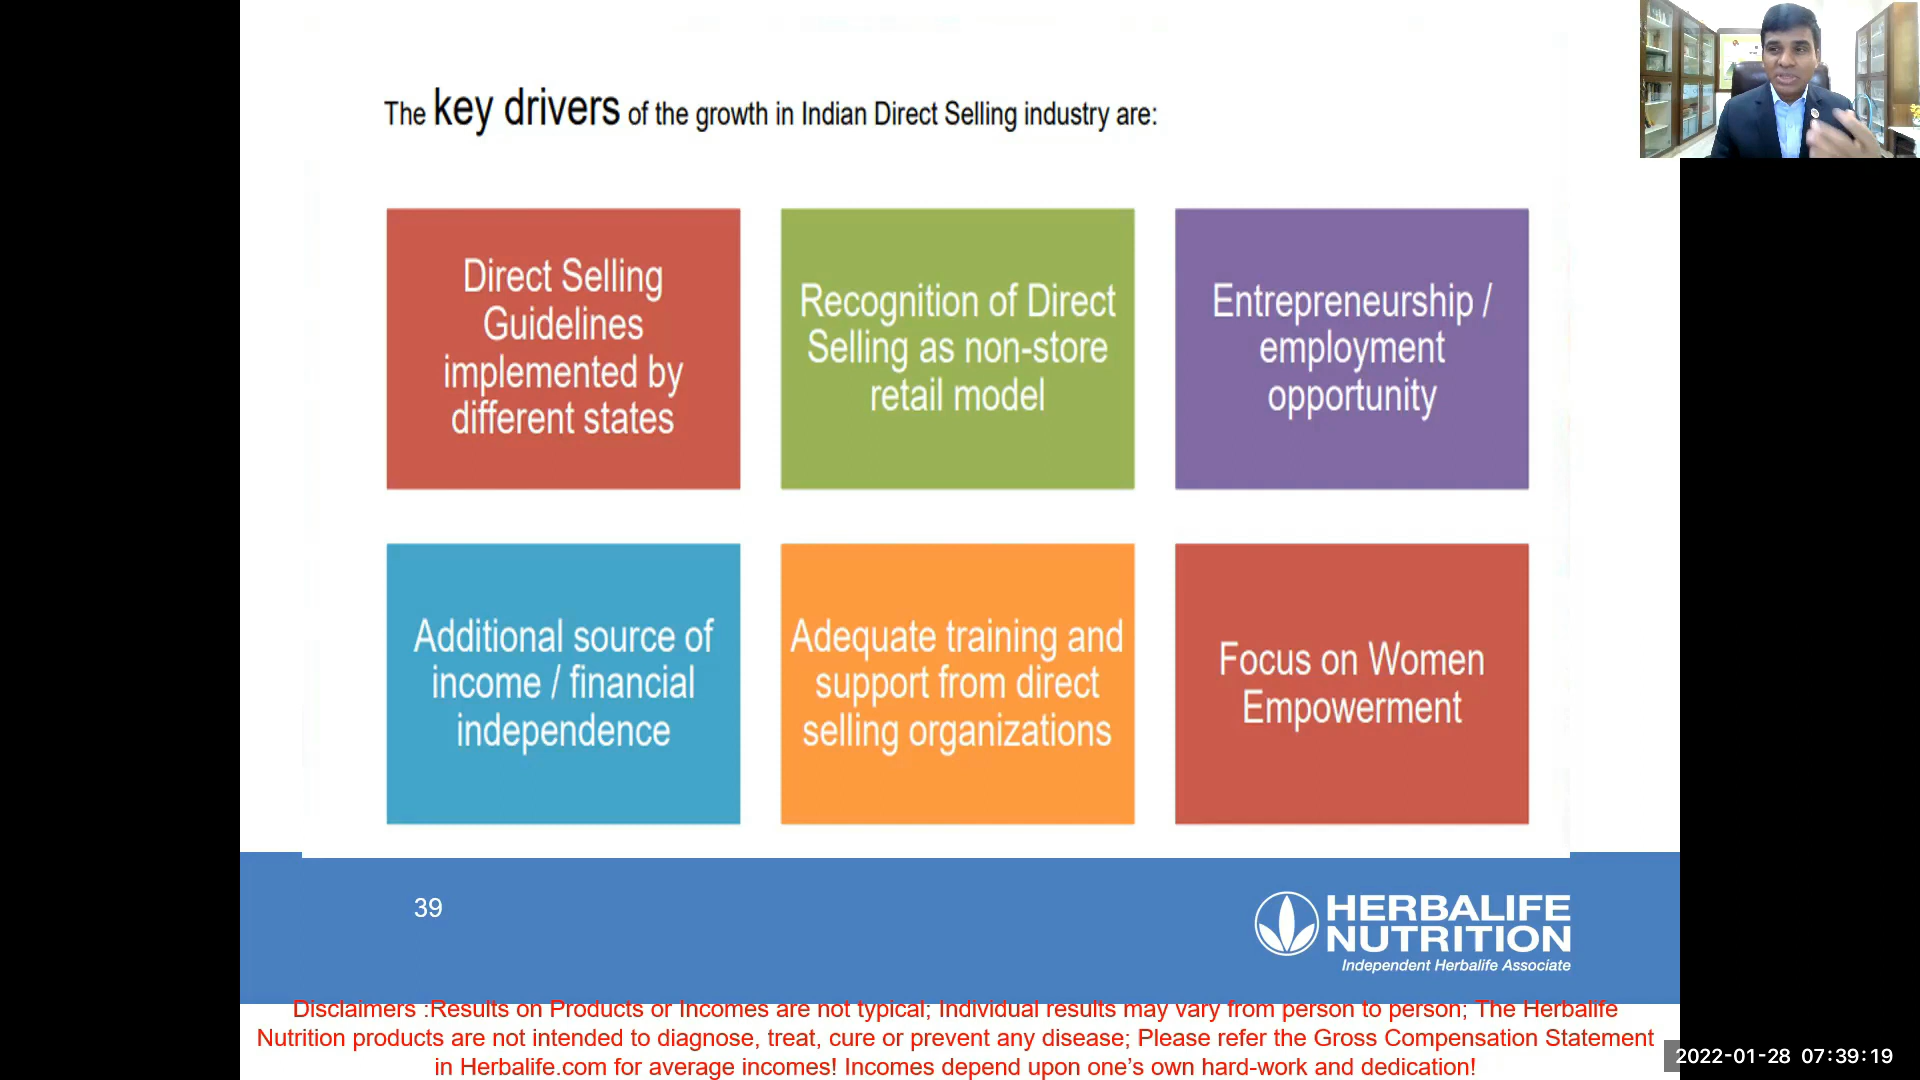 The key drivers of the growth in Indian Direct Selling industry are:
Direct Selling
Guidelines
implemented by
different states
Recognition of Direct
Selling as non-store
retail model
Entrepreneurship /
employment
opportunity
Additional source of
income / financial
independence
Adequate training and
support from direct
selling organizations
Focus on Women
Empowerment
39
HERBALIFE
NUTRITION
Independent Herbalife Associate
Disclaimers :Results on Products or Incomes are not typical; Individual results may vary from person to person; The Herbalife
Nutrition products are not intended to diagnose, treat, cure or prevent any disease; Please refer the Gross Compensation Statement
in Herbalife.com for average incomes! Incomes depend upon one’s own hard-work and dedication!
2022-01-28 07:39:19